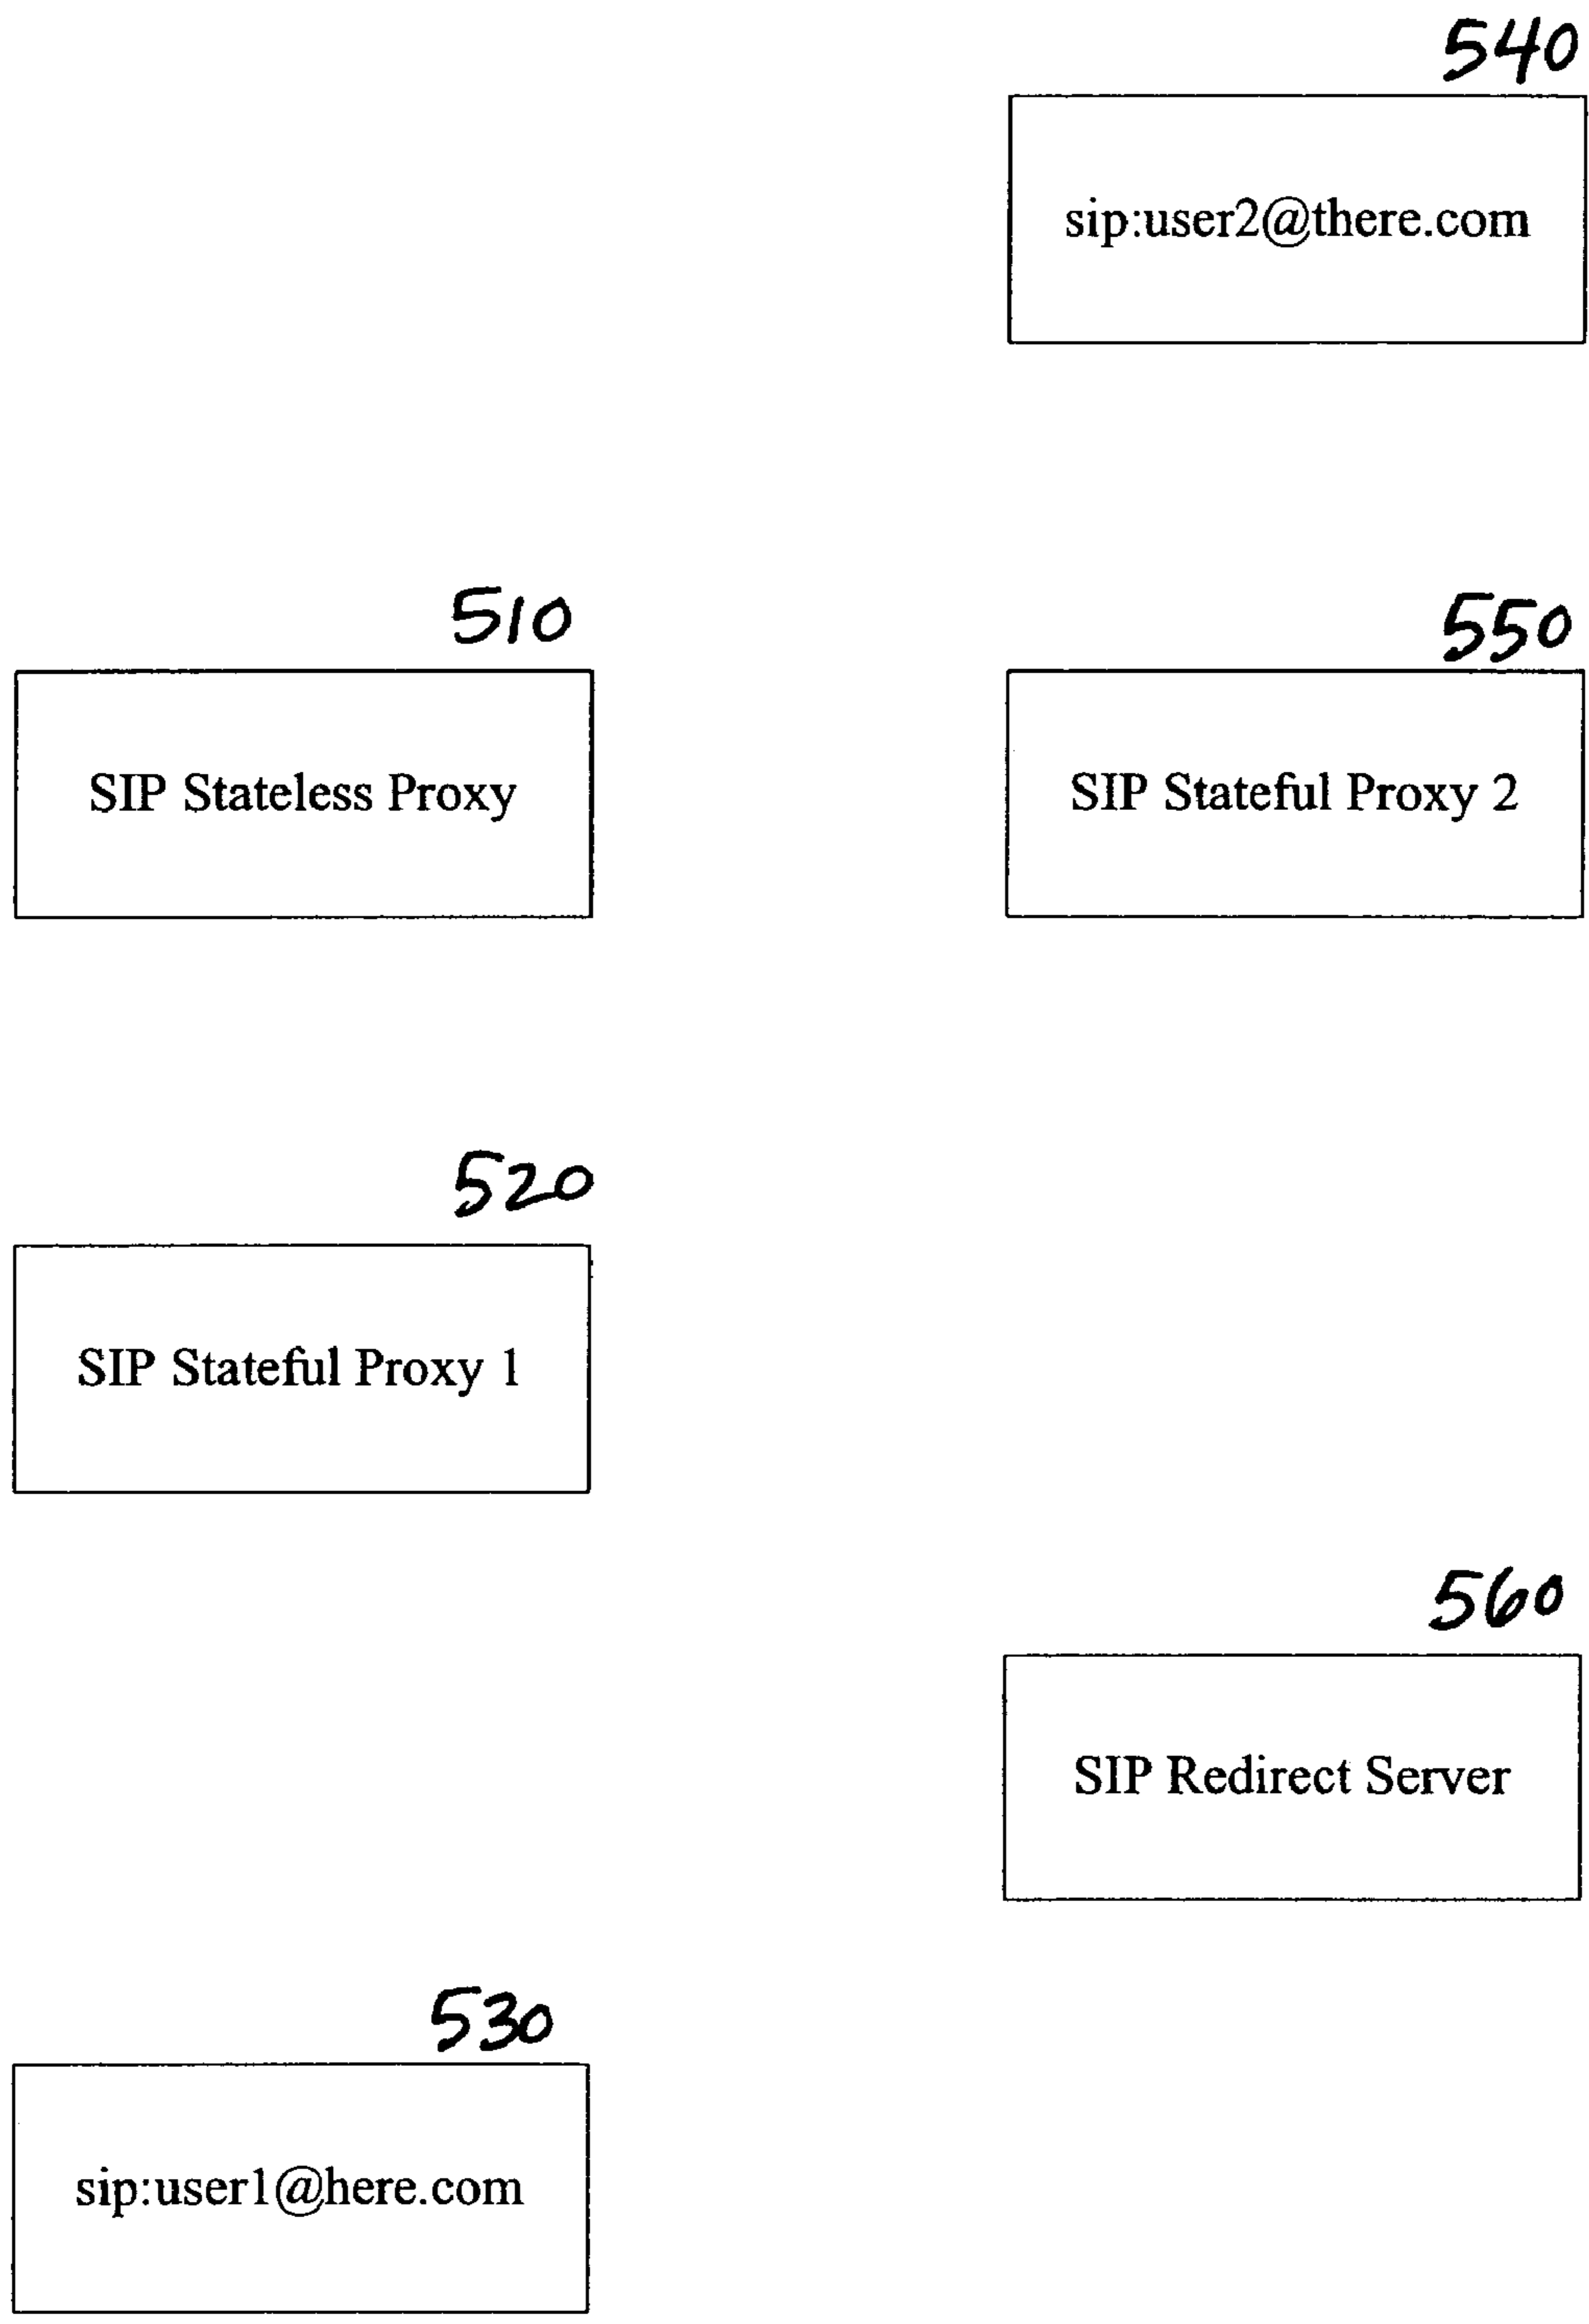 540
sip:user2@there.com
510
550
SIP Stateless Proxy
SIP Stateful Proxy 2
520
SIP Stateful Proxy 1
560
SIP Redirect Server
530
sip:user1@here.com